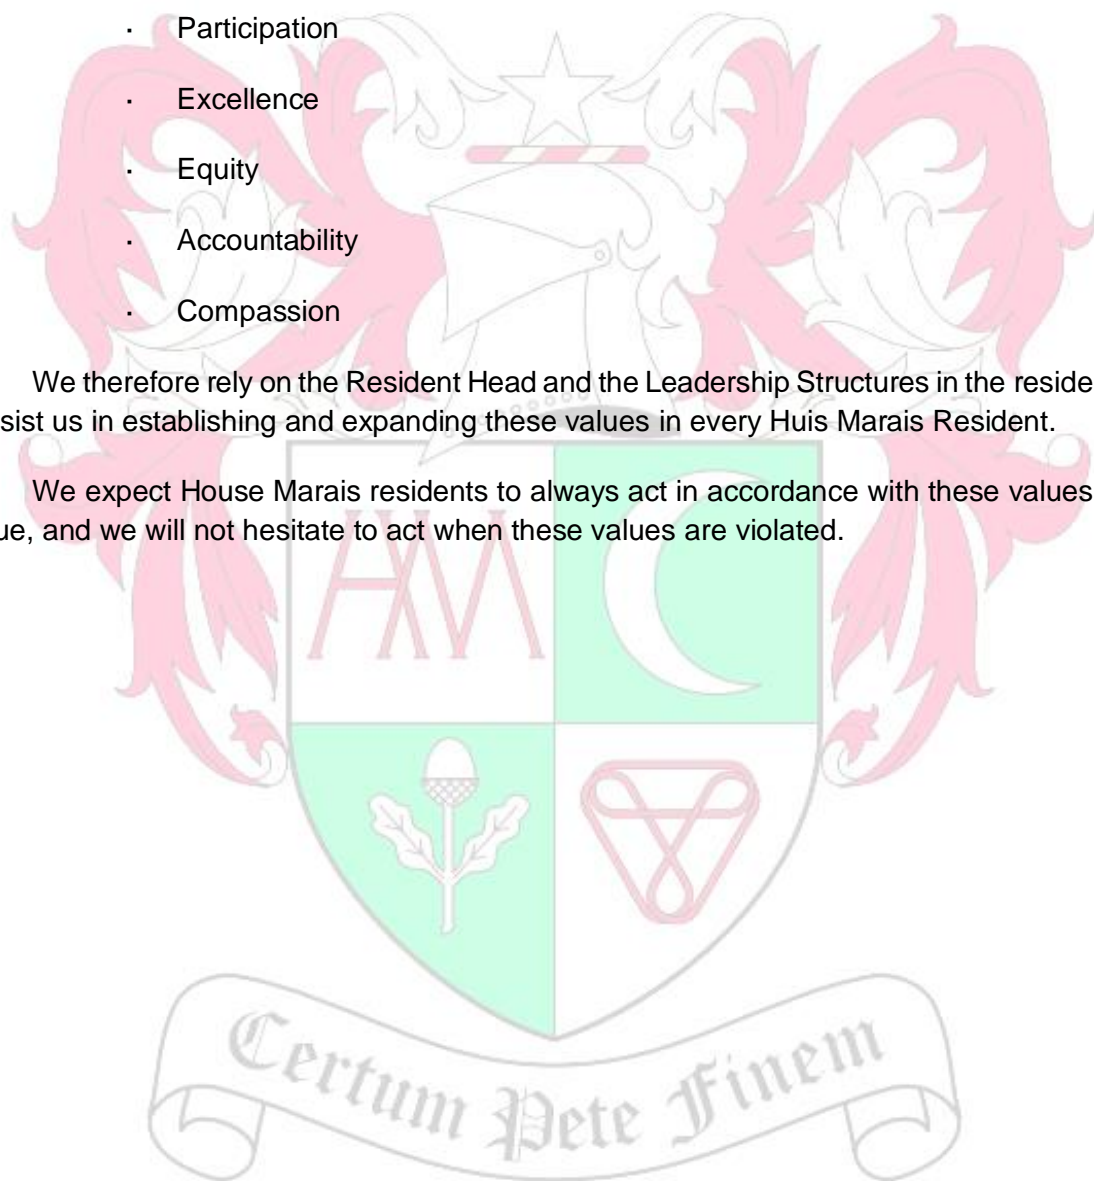 · Participation
· Excellence
· Equity
· Accountability
· Compassion
We therefore rely on the Resident Head and the Leadership Structures in the reside
sist us in establishing and expanding these values in every Huis Marais Resident.
We expect House Marais residents to always act in accordance with these values
ue, and we will not hesitate to act when these values are violated.
HM
Certum Pete Finem